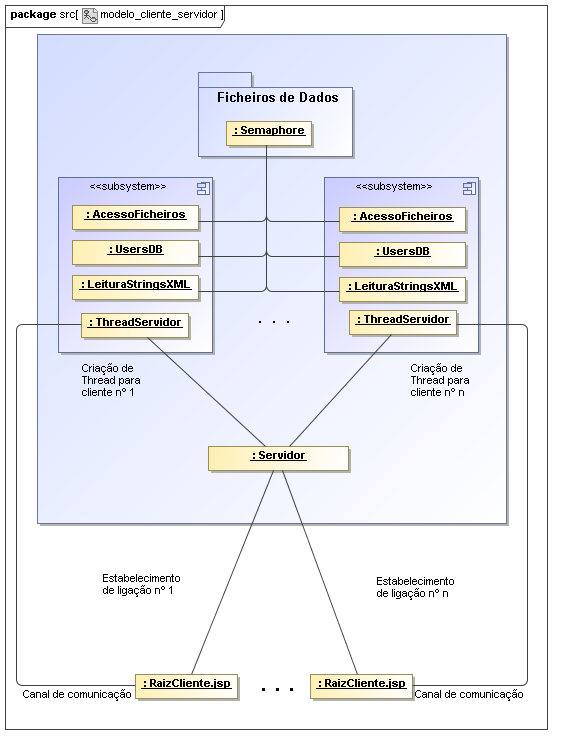 package src[ modelo_cliente_servidor ]
Ficheiros de Dados
: Semaphore
<<subsystem>>
: AcessoFicheiros
: UsersDB
: LeituraStringsXML
: ThreadServidor
<<subsystem>>
: AcessoFicheiros
: UsersDB
: LeituraStringsXML
: ThreadServidor
. . .
Criação de
Thread para
cliente nº 1
Criação de
Thread para
cliente nº n
: Servidor
Estabelecimento
de ligação nº 1
Estabelecimento
de ligação nº n
: RaizCliente.jsp
. . .
: RaizCliente.jsp
Canal de comunicação
Canal de comunicação